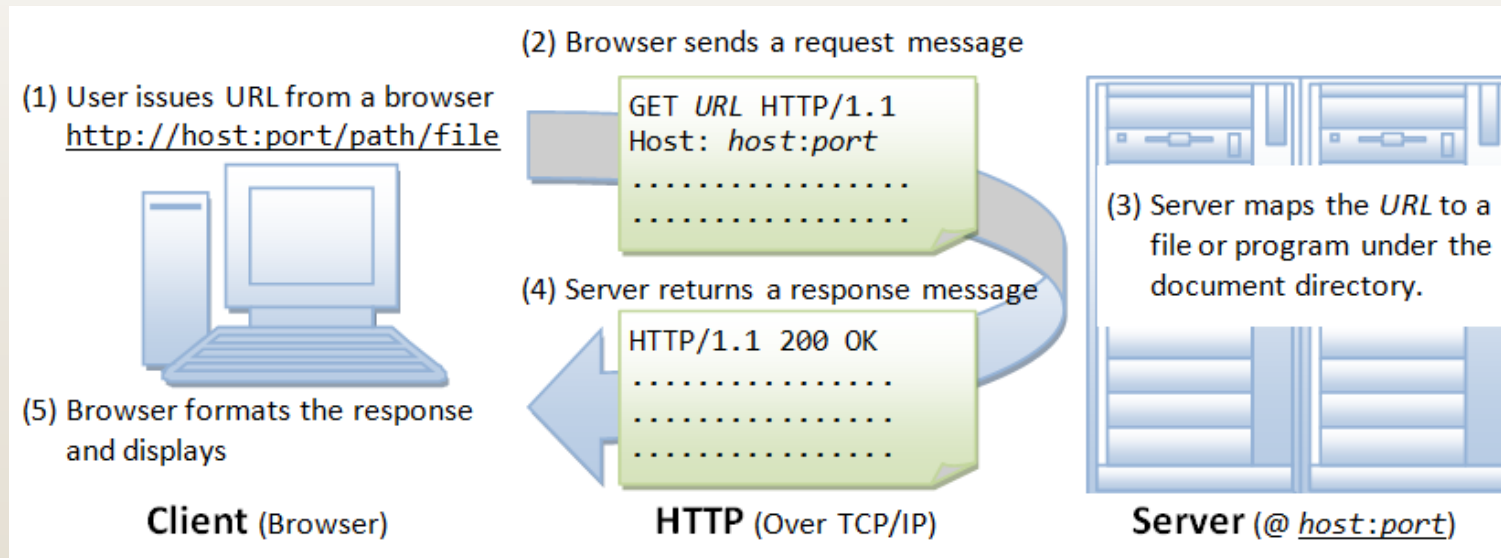 (1) User issues URL from a browser
http://host:port/path/file
(2) Browser sends a request message
GET URL HTTP/1.1
Host: host:port
..................
..................
(3) Server maps the URL to a
file or program under the
document directory.
(4) Server returns a response message
HTTP/1.1 200 OK
.................
.................
.................
(5) Browser formats the response
and displays
Client (Browser)
HTTP (Over TCP/IP)
Server (@ host:port)